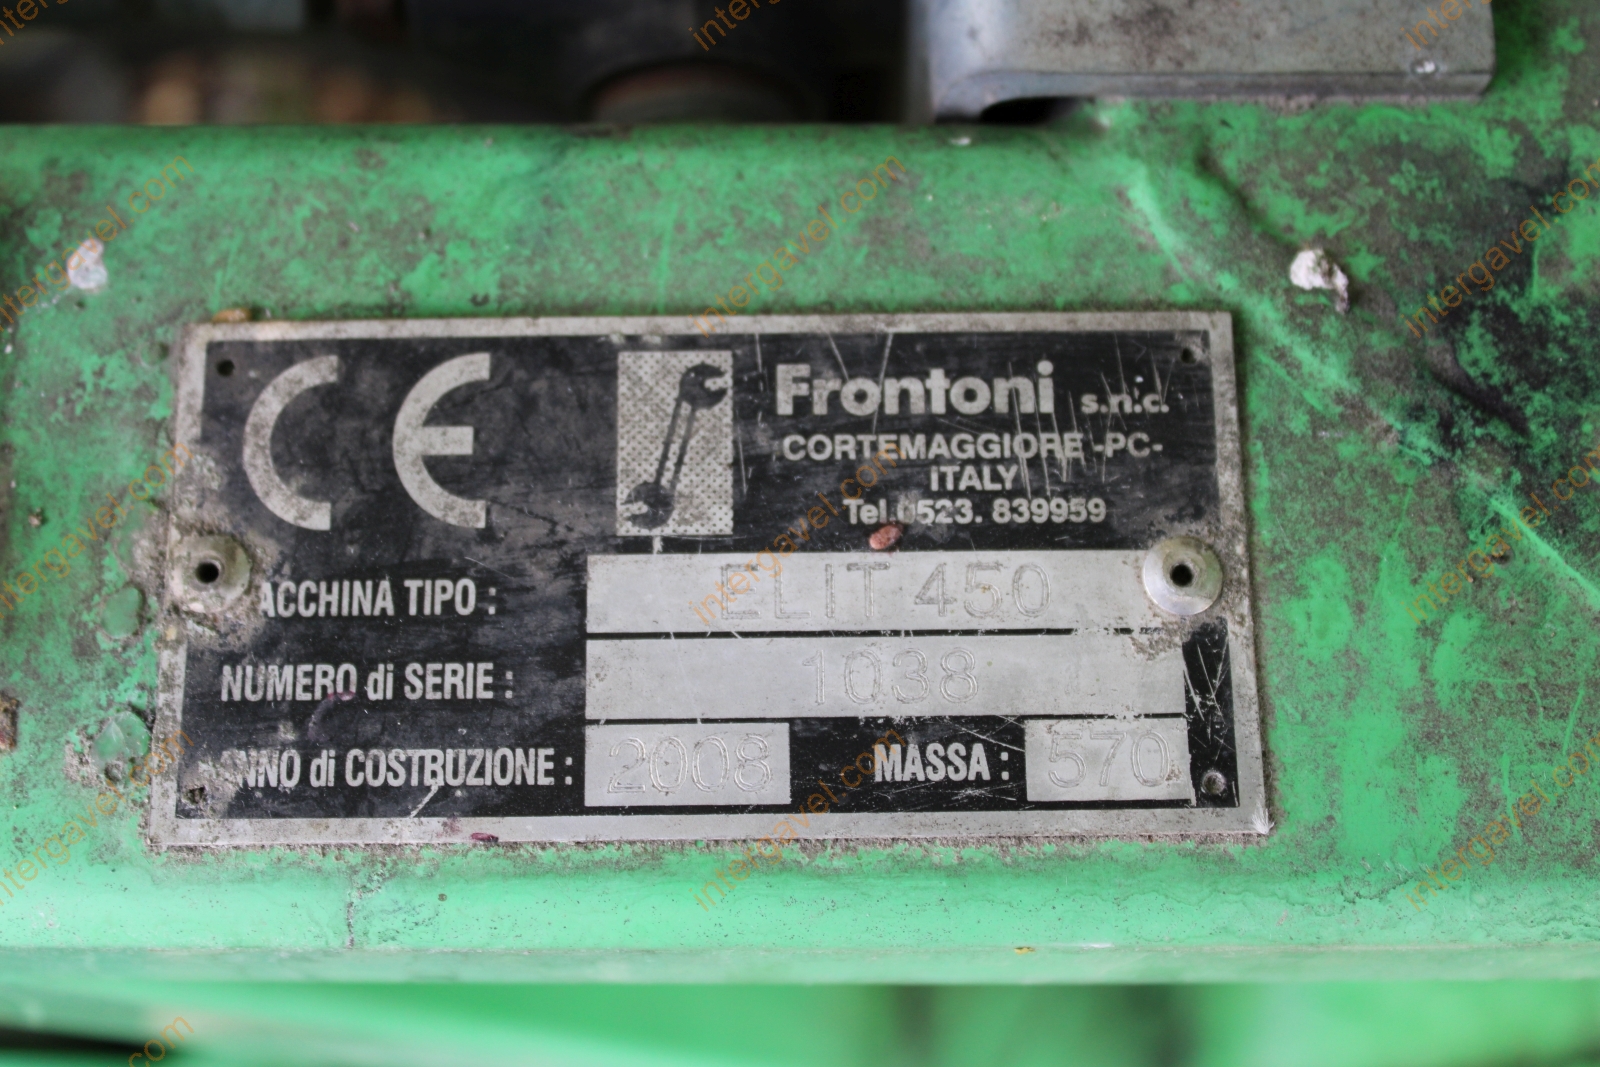 CE
Frontoni s.n.c.
CORTEMAGGIORE -PC-
ITALY
Tel.0523. 839959
ACCHINA TIPO : ELIT 450
NUMERO di SERIE : 1038
NNO di COSTRUZIONE : 2008 MASSA : 570
intergavel.com